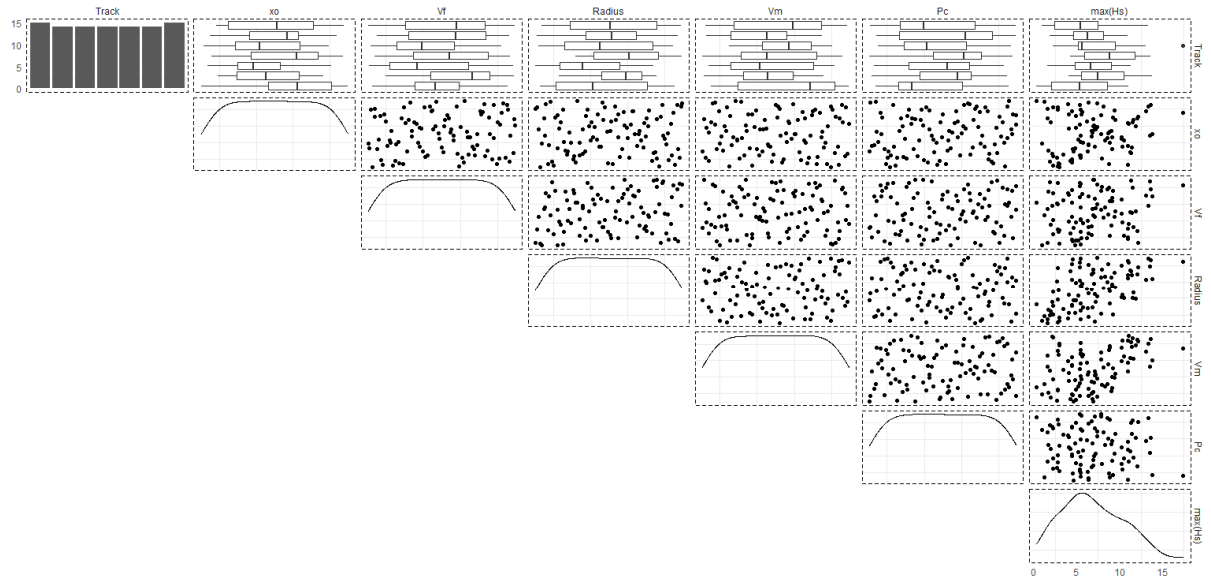 Track xo Vf Radius Vm Pc max(Hs)
15
10
5
0
Track
xo
Vf
Radius
Vm
Pc
max(Hs)
0 5 10 15